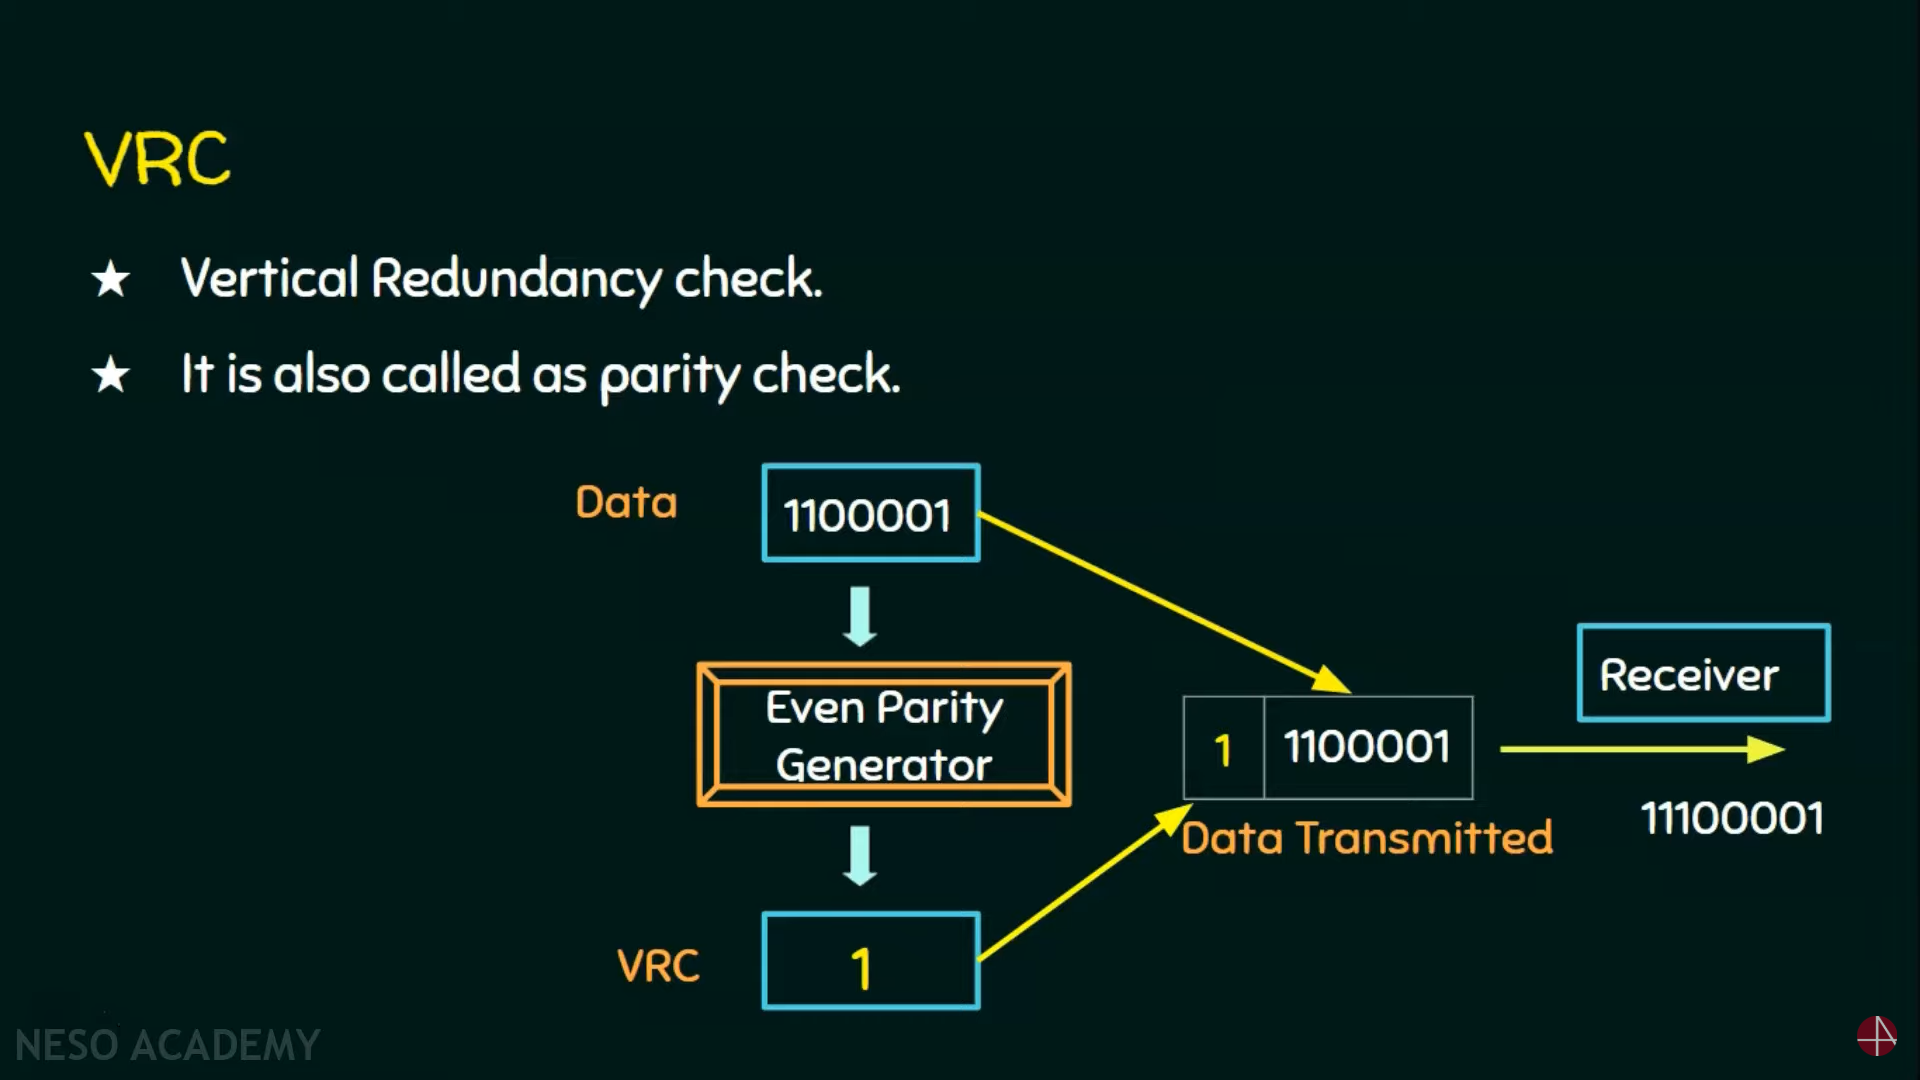 VRC
★ Vertical Redundancy check.
★ It is also called as parity check.
Data
1100001
Even Parity
Generator
VRC
1
1 1100001
Data Transmitted
Receiver
11100001
NESO ACADEMY